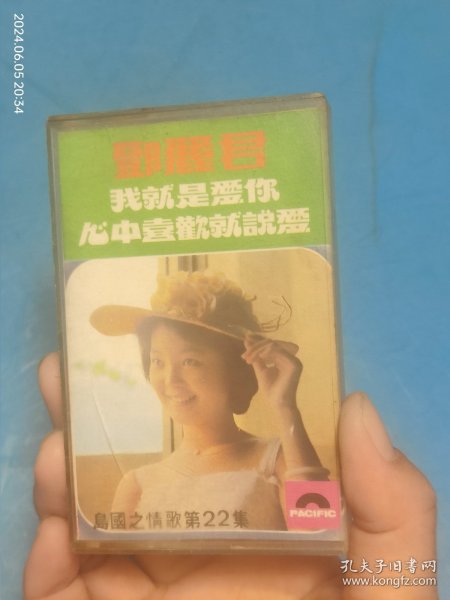 2024.06.05 20:34
鄧麗君
我就是愛你
心中喜歡就說愛
島國之情歌第22集
PACIFIC
孔夫子旧书网
www.kongfz.com